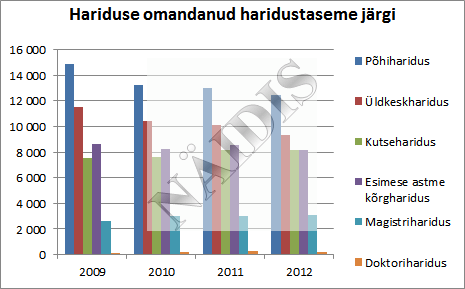 Hariduse omandanud haridustaseme järgi
16 000
14 000
12 000
10 000
8 000
6 000
4 000
2 000
0
2009
2010
2011
2012
Põhiharidus
Üldkeskharidus
Kutseharidus
Esimese astme
kõrgharidus
Magistriharidus
Doktoriharidus
NÄIDIS